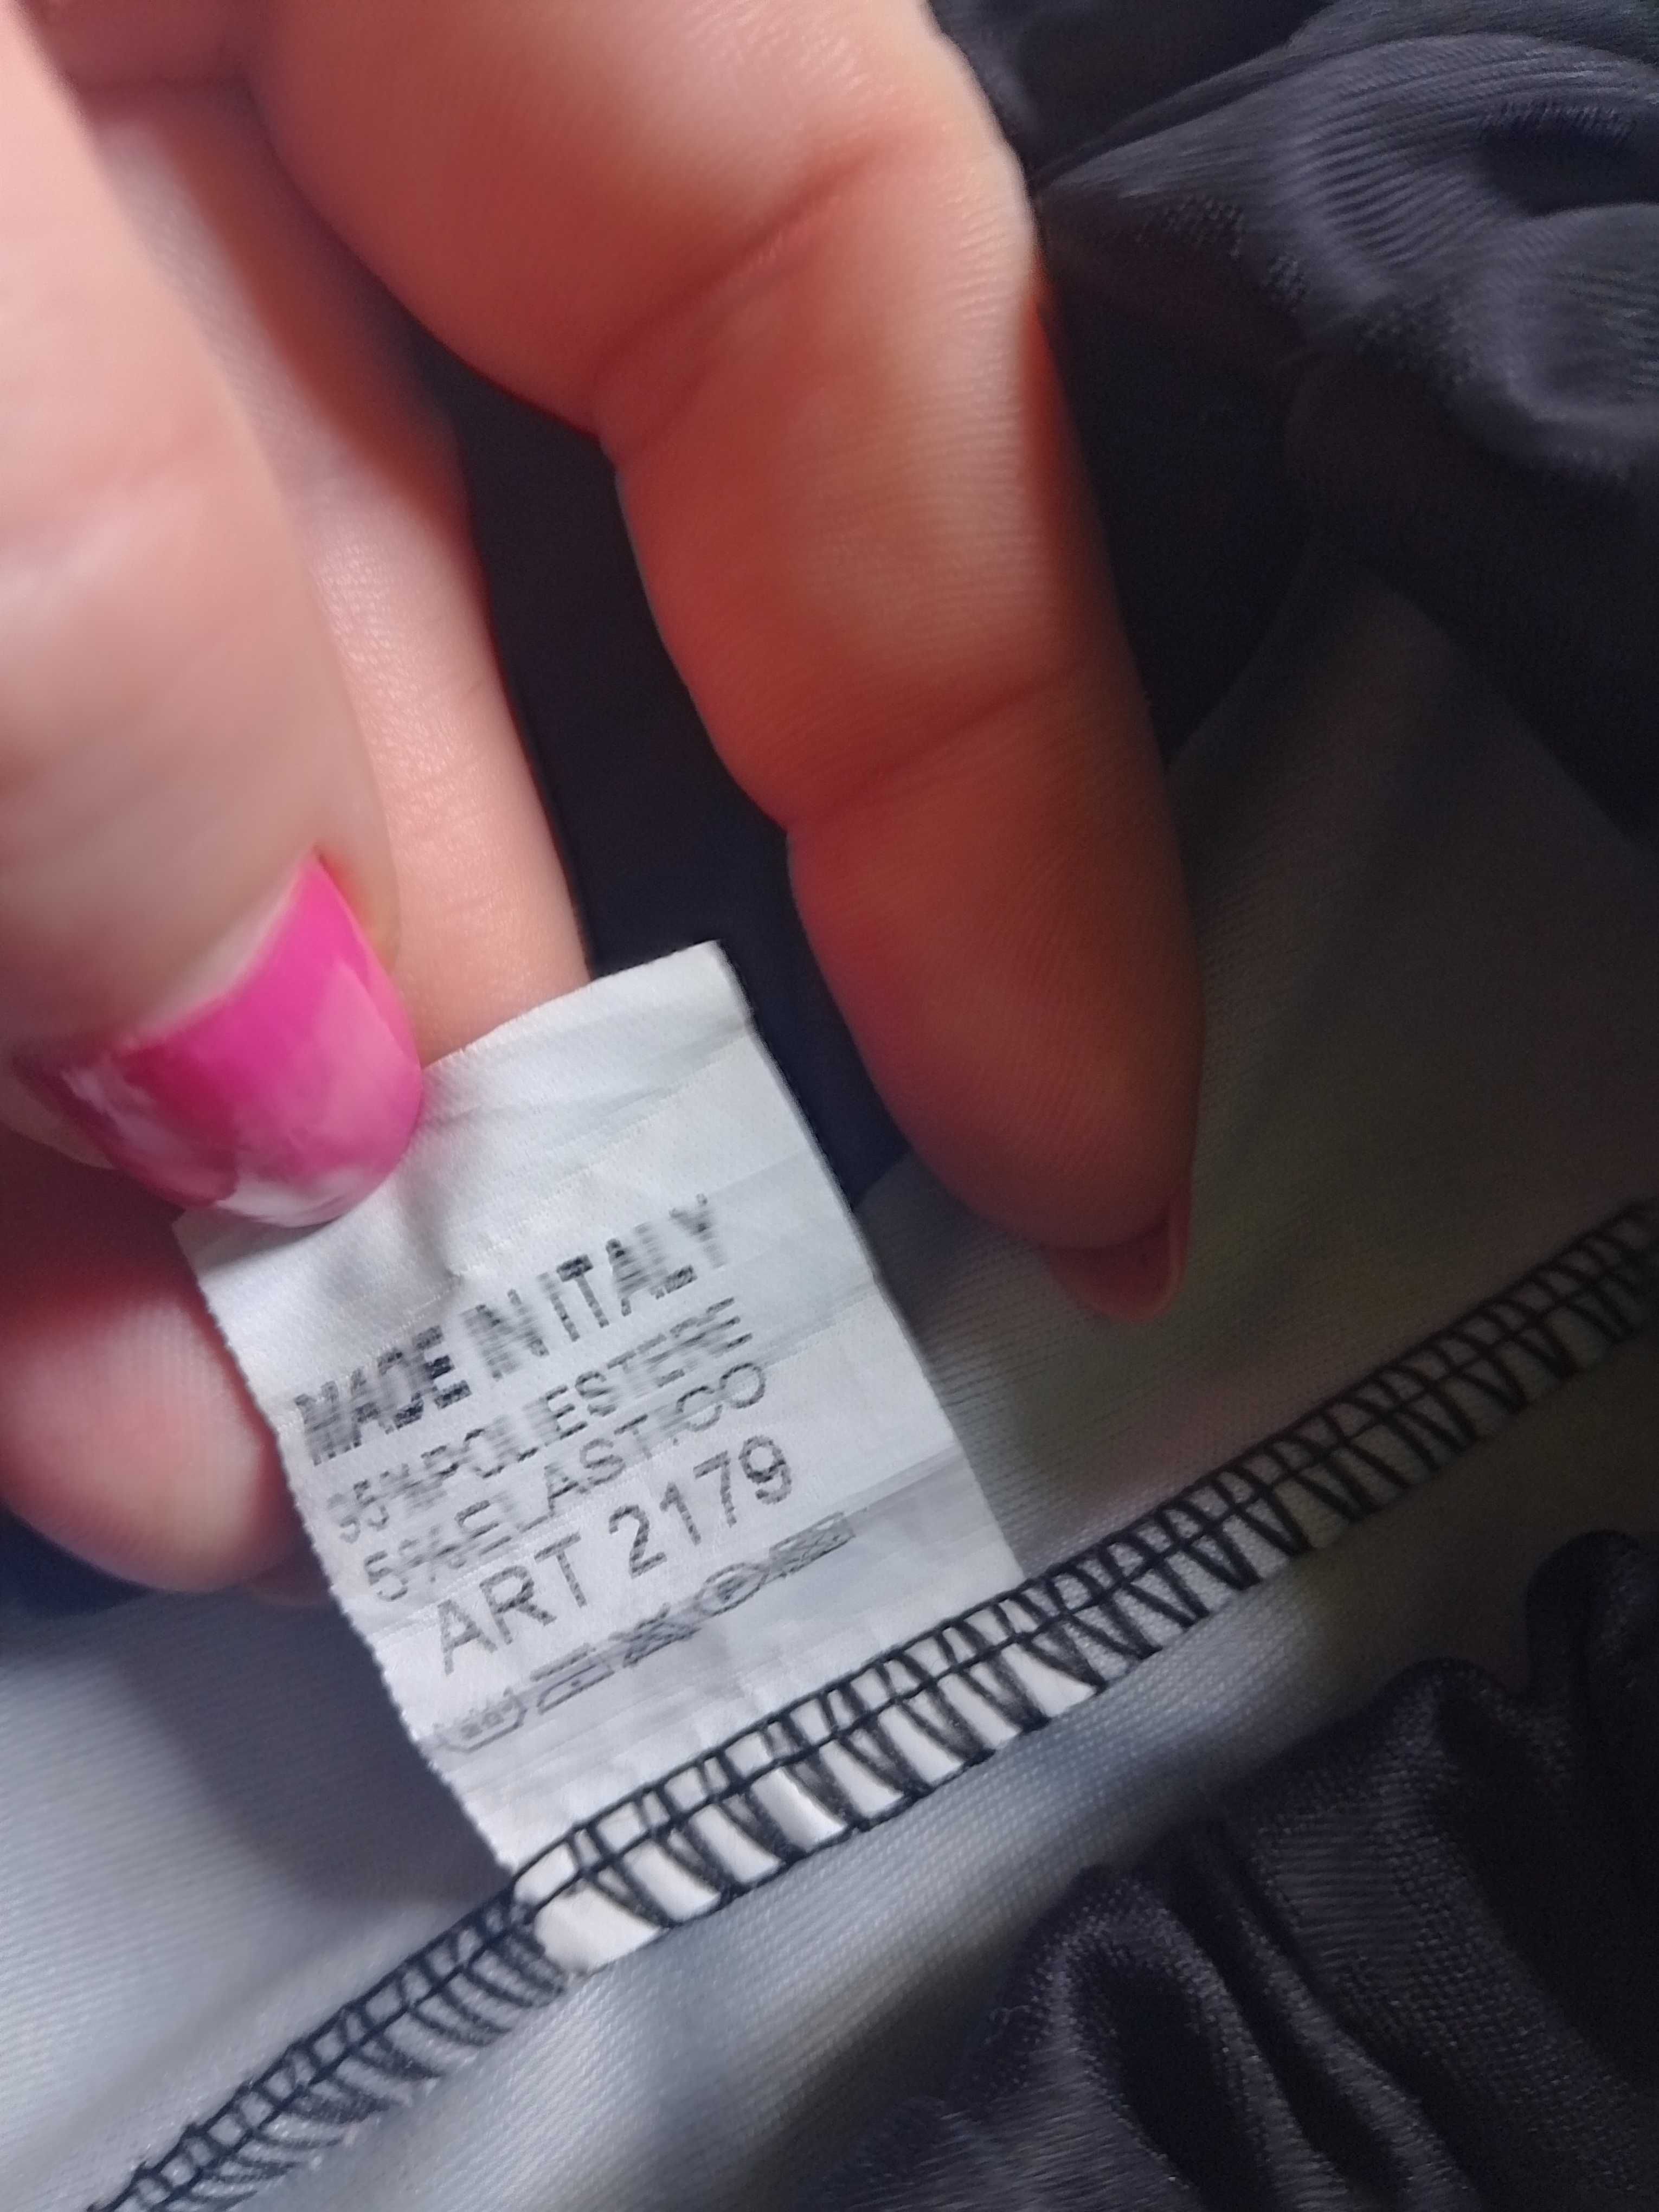 MADE IN ITALY
95%POLIESTERE
5%ELASTICO
ART 2179